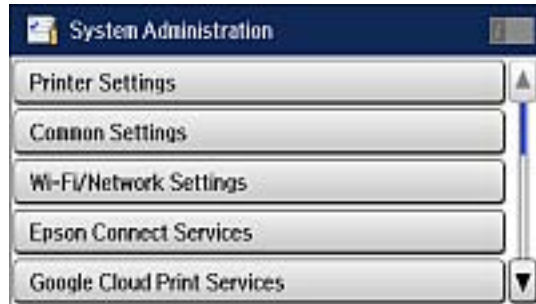 System Administration
Printer Settings
Common Settings
Wi-Fi/Network Settings
Epson Connect Services
Google Cloud Print Services